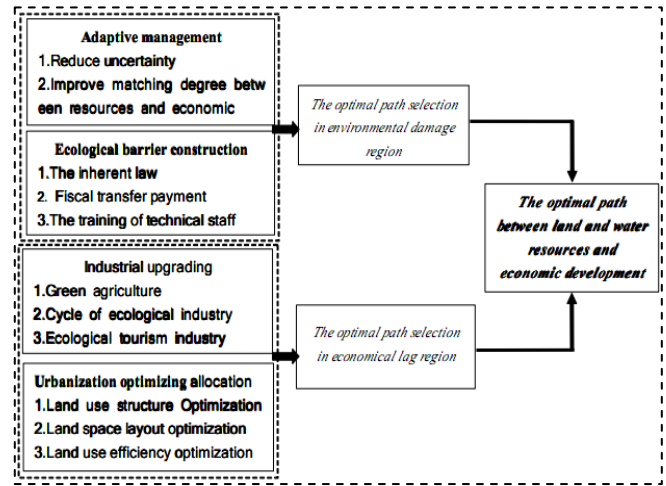 Adaptive management
1.Reduce uncertainty
2.Improve matching degree betw
een resources and economic
Ecological barrier construction
1.The inherent law
2. Fiscal transfer payment
3.The training of technical staff
Industrial upgrading
1.Green agriculture
2.Cycle of ecological industry
3.Ecological tourism industry
Urbanization optimizing allocation
1.Land use structure Optimization
2.Land space layout optimization
3.Land use efficiency optimization
The optimal path selection
in environmental damage
region
The optimal path selection
in economical lag region
The optimal path
between land and water
resources and
economic development